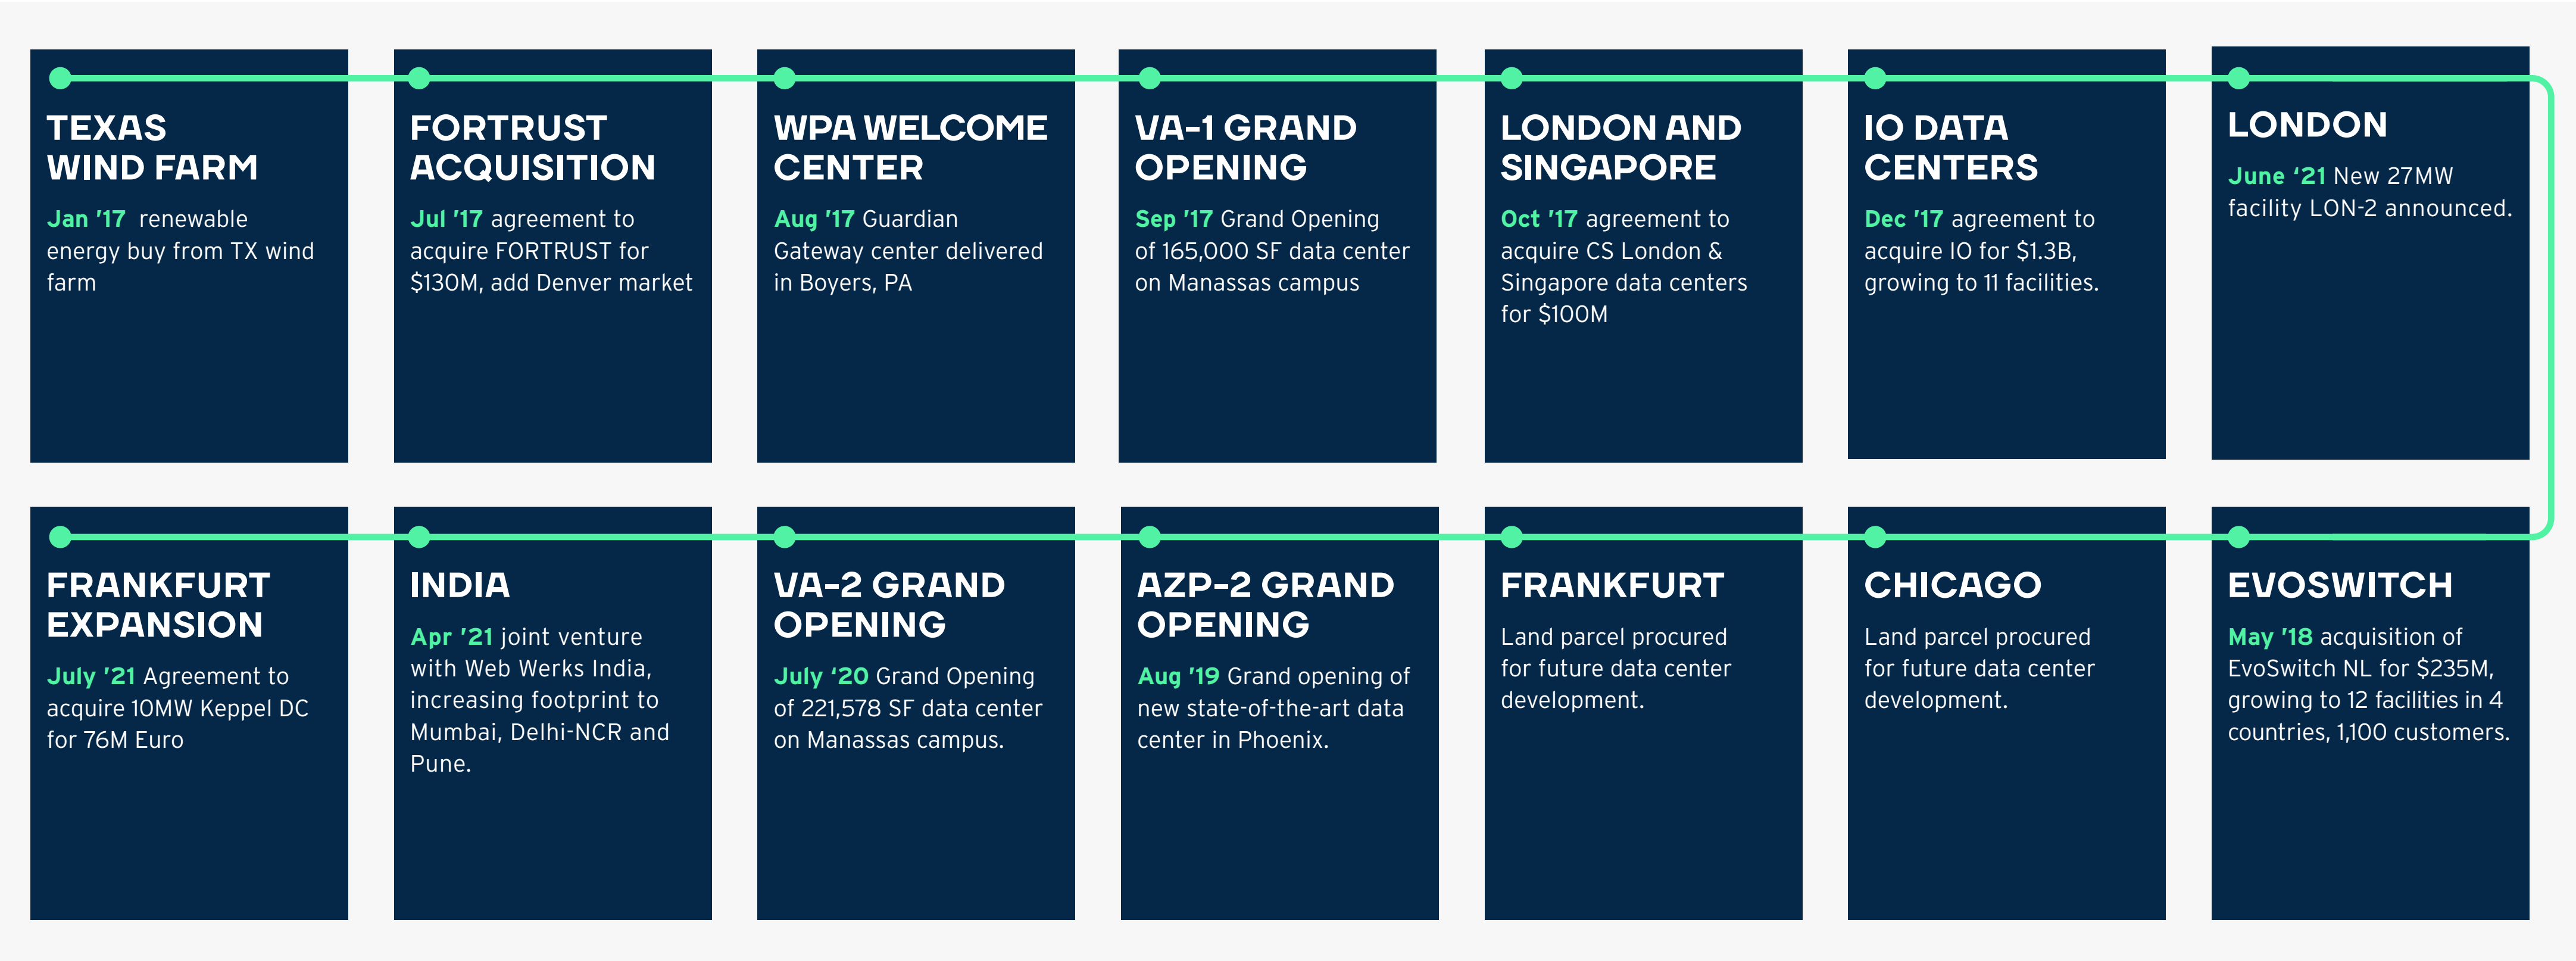 TEXAS
WIND FARM
Jan '17 renewable
energy buy from TX wind
farm
FORTRUST
ACQUISITION
Jul '17 agreement to
acquire FORTRUST for
$130M, add Denver market
WPA WELCOME
CENTER
Aug '17 Guardian
Gateway center delivered
in Boyers, PA
VA-1 GRAND
OPENING
Sep '17 Grand Opening
of 165,000 SF data center
on Manassas campus
LONDON AND
SINGAPORE
Oct '17 agreement to
acquire CS London &
Singapore data centers
for $100M
IO DATA
CENTERS
Dec '17 agreement to
acquire IO for $1.3B,
growing to 11 facilities.
LONDON
June ‘21 New 27MW
facility LON-2 announced.
FRANKFURT
EXPANSION
July '21 Agreement to
acquire 10MW Keppel DC
for 76M Euro
INDIA
Apr '21 joint venture
with Web Werks India,
increasing footprint to
Mumbai, Delhi-NCR and
Pune.
VA-2 GRAND
OPENING
July ‘20 Grand Opening
of 221,578 SF data center
on Manassas campus.
AZP-2 GRAND
OPENING
Aug '19 Grand opening of
new state-of-the-art data
center in Phoenix.
FRANKFURT
Land parcel procured
for future data center
development.
CHICAGO
Land parcel procured
for future data center
development.
EVOSWITCH
May '18 acquisition of
EvoSwitch NL for $235M,
growing to 12 facilities in 4
countries, 1,100 customers.